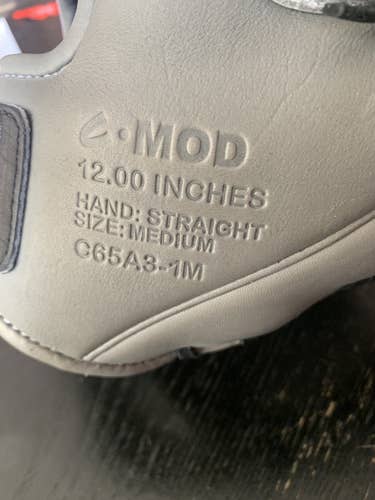 MOD
12.00 INCHES
HAND: STRAIGHT
SIZE: MEDIUM
C65A3-1M